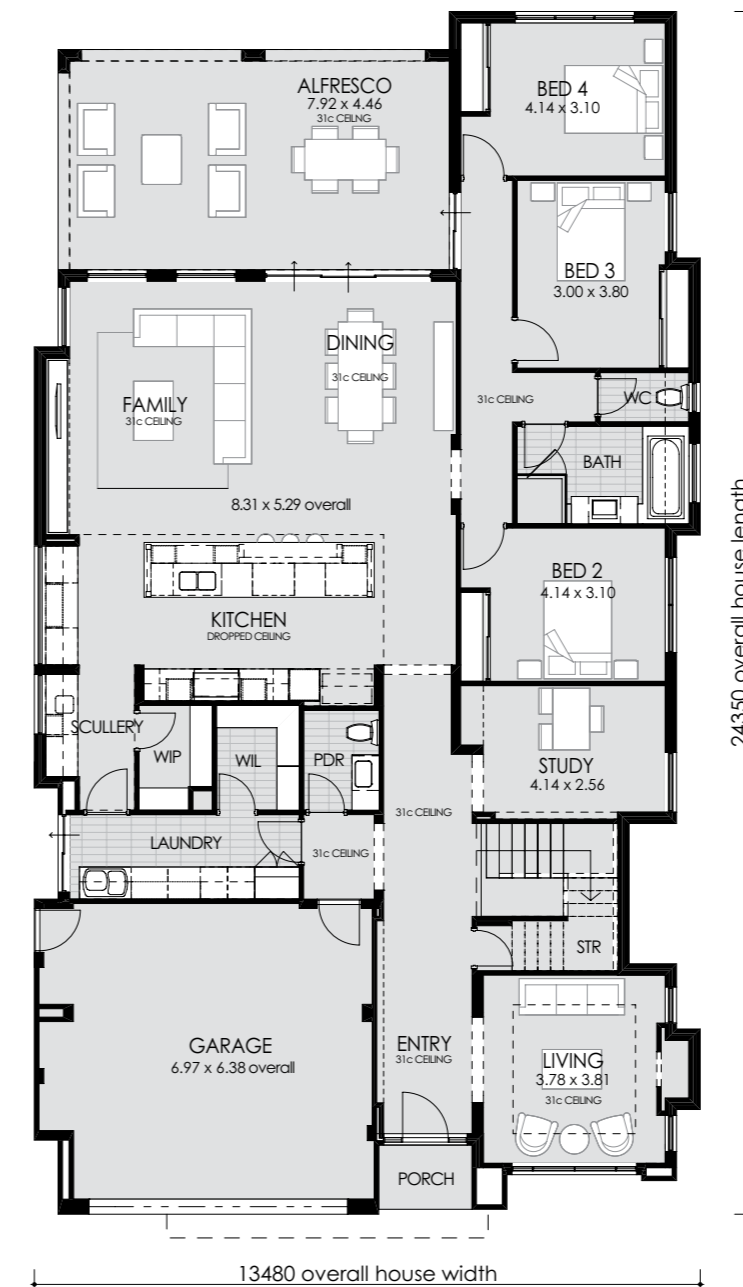 ALFRESCO
7.92 x 4.46
31c CEILNG
BED 4
4.14 x 3.10
BED 3
3.00 x 3.80
DINING
31c CEILING
FAMILY
31c CEILING
31c CEILING
WC
BATH
8.31 x 5.29 overall
BED 2
4.14 x 3.10
KITCHEN
DROPPED CEILING
SCULLERY
WIP
WIL
PDR
STUDY
4.14 x 2.56
31c CEILING
LAUNDRY
31c CEILING
STR
GARAGE
6.97 x 6.38 overall
ENTRY
31c CEILING
LIVING
3.78 x 3.81
31c CEILING
PORCH
13480 overall house width
24350 overall house length